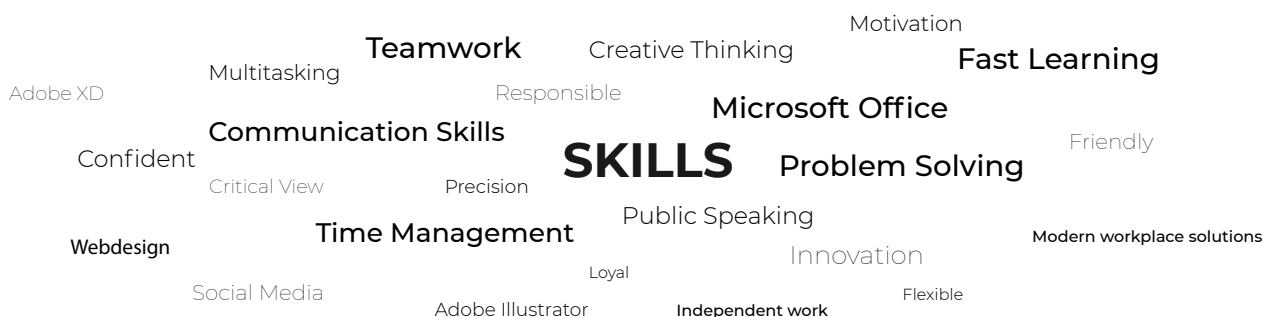 Motivation
Teamwork
Creative Thinking
Fast Learning
Multitasking
Adobe XD
Responsible
Microsoft Office
Communication Skills
Friendly
Confident
SKILLS
Problem Solving
Critical View
Precision
Public Speaking
Time Management
Modern workplace solutions
Webdesign
Innovation
Loyal
Social Media
Flexible
Adobe Illustrator
Independent work